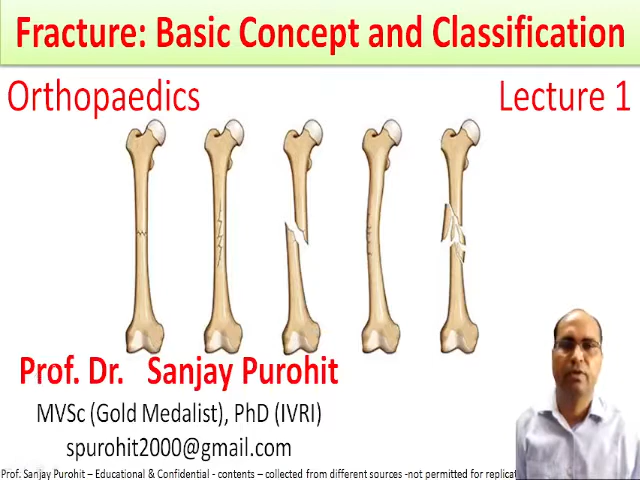 Fracture: Basic Concept and Classification
Orthopaedics
Lecture 1
Prof. Dr. Sanjay Purohit
MVSc (Gold Medalist), PhD (IVRI)
spurohit2000@gmail.com
Prof. Sanjay Purohit – Educational & Confidential - contents – collected from different sources -not permitted for replicat